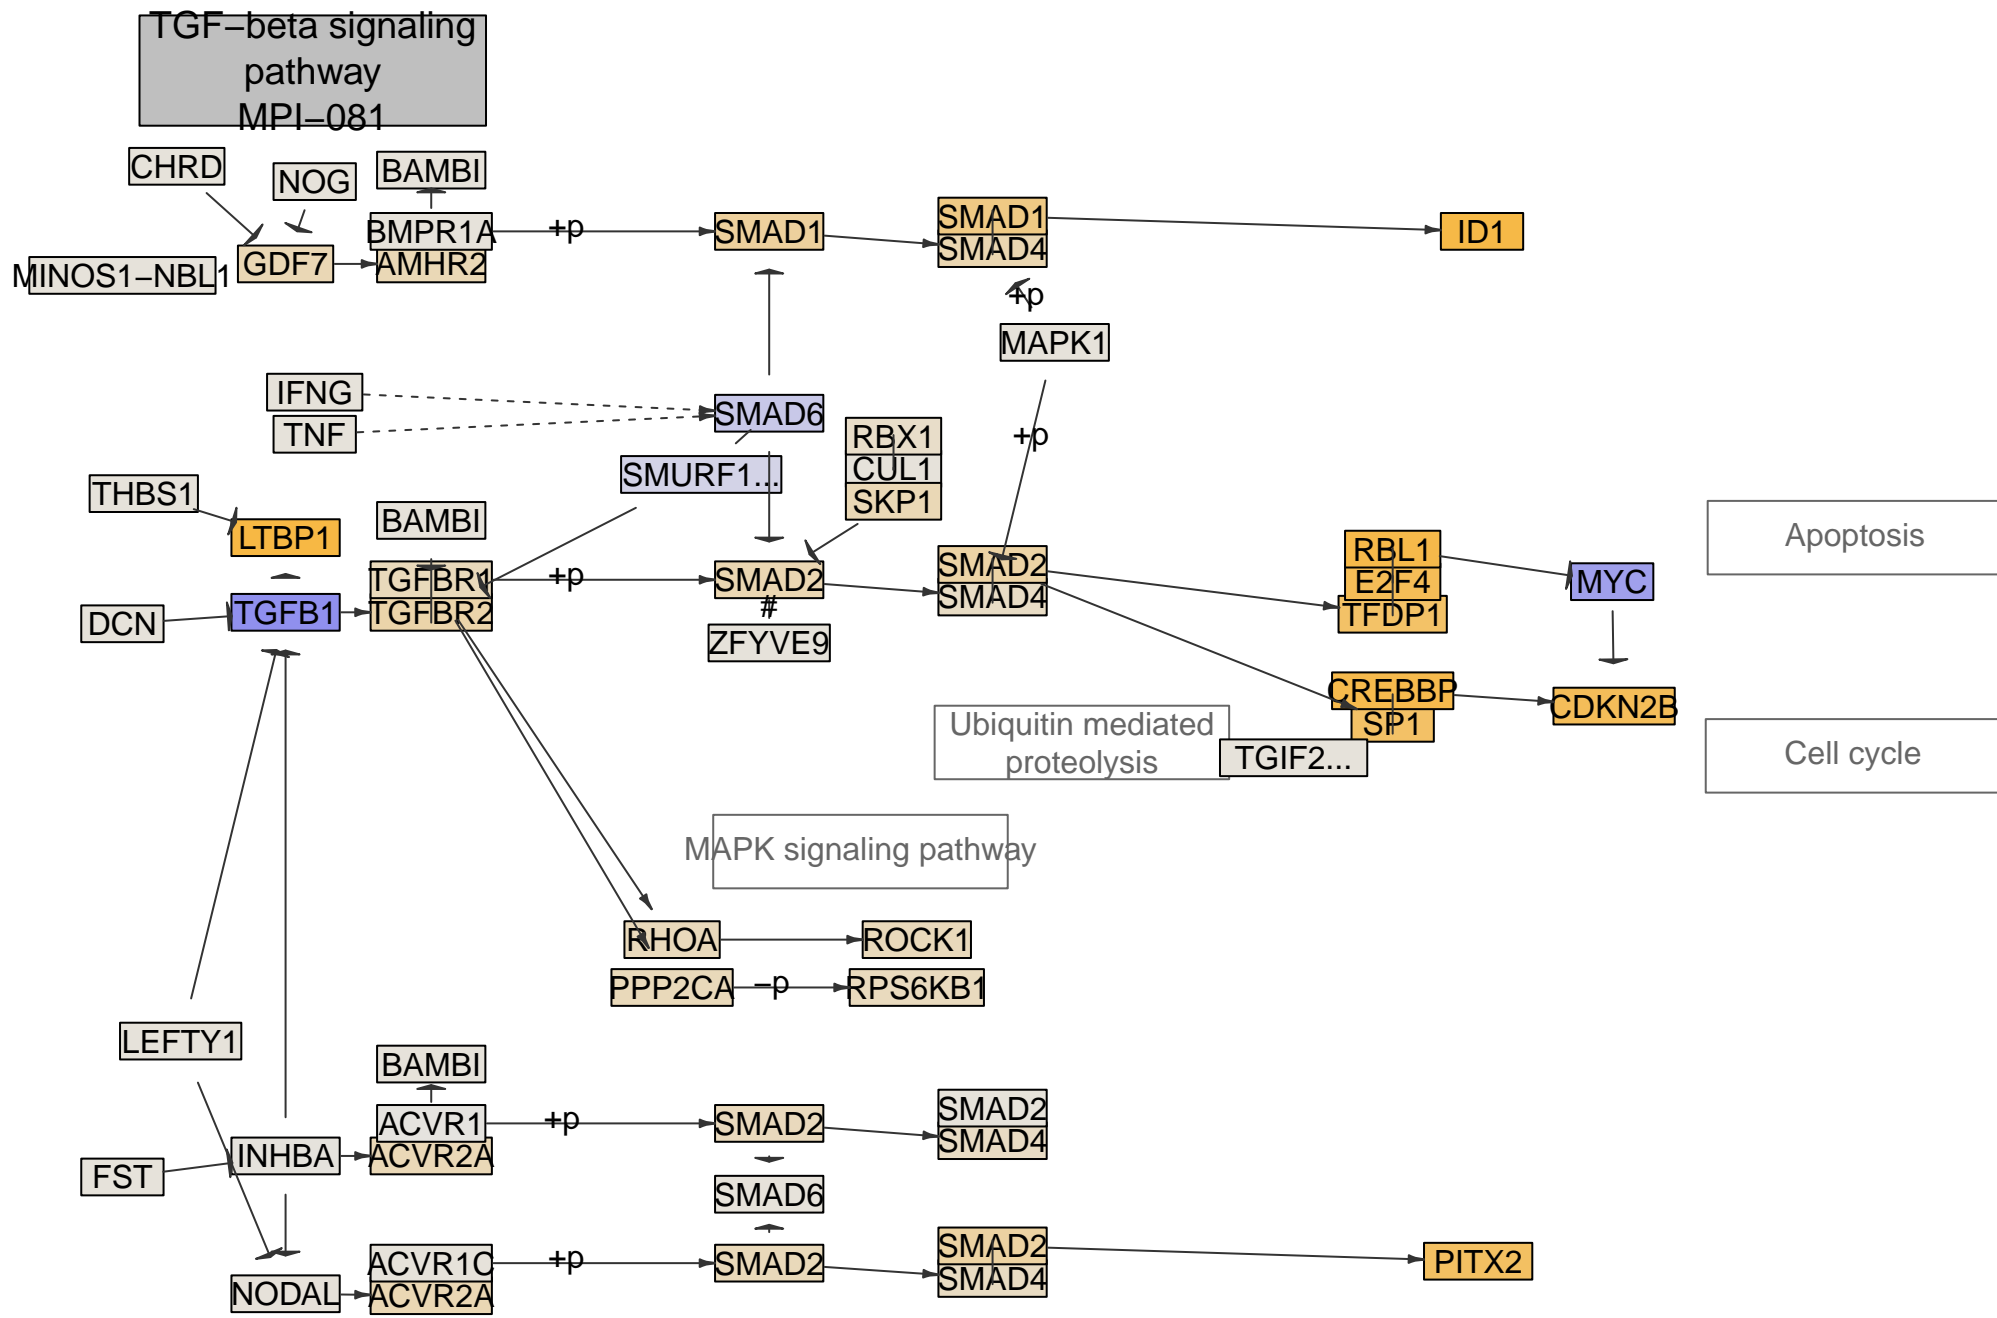 TGF−beta signaling
pathway
MPI−081
CHRD
NOG
BAMBI
BMPR1A
+p
SMAD1
SMAD1
SMAD4
ID1
MINOS1−NBL1
GDF7
AMHR2
+p
MAPK1
IFNG
TNF
SMAD6
RBX1
CUL1
SKP1
+p
SMURF1...
THBS1
LTBP1
BAMBI
TGFBR1
+p
SMAD2
#
ZFYVE9
SMAD2
SMAD4
RBL1
E2F4
TFDP1
MYC
Apoptosis
DCN
TGFB1
TGFBR2
CREBBP
SP1
CDKN2B
Ubiquitin mediated
proteolysis
TGIF2...
Cell cycle
MAPK signaling pathway
RHOA
ROCK1
PPP2CA
−p
RPS6KB1
LEFTY1
BAMBI
ACVR1
+p
SMAD2
SMAD2
SMAD4
INHBA
ACVR2A
FST
SMAD6
ACVR1C
+p
SMAD2
SMAD2
SMAD4
PITX2
NODAL
ACVR2A